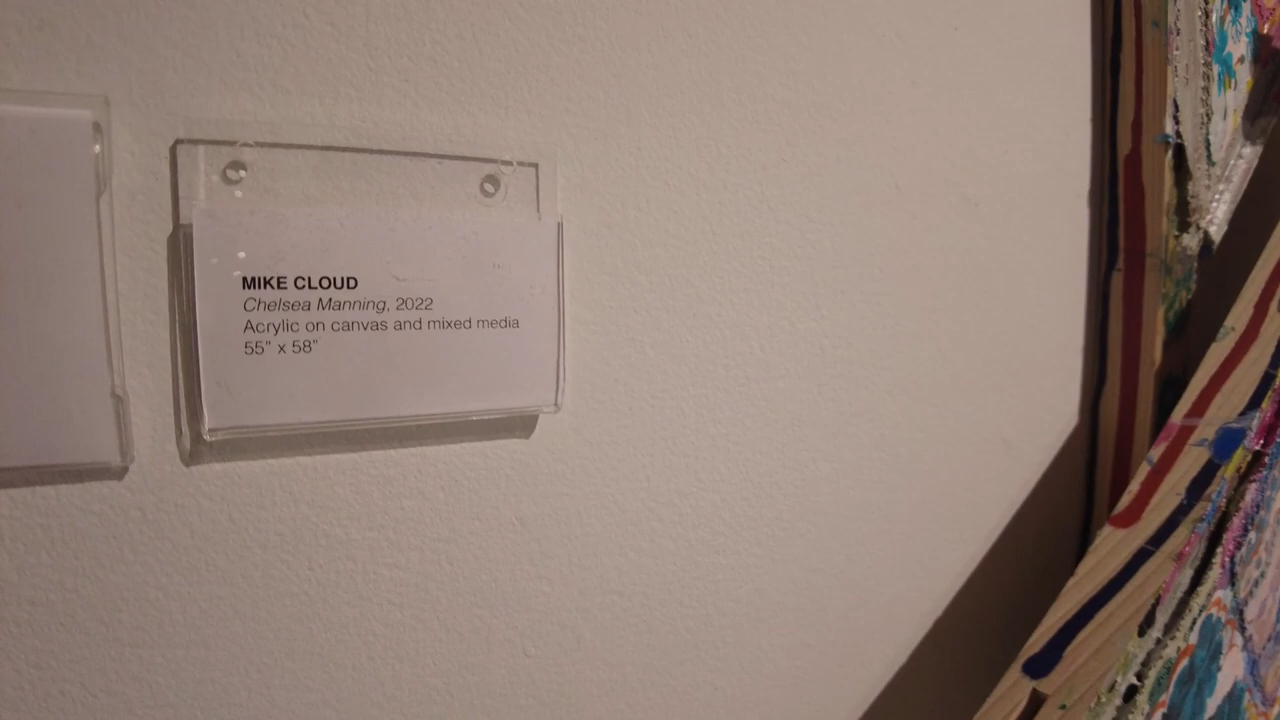 MIKE CLOUD
Chelsea Manning, 2022
Acrylic on canvas and mixed media
55" x 58"